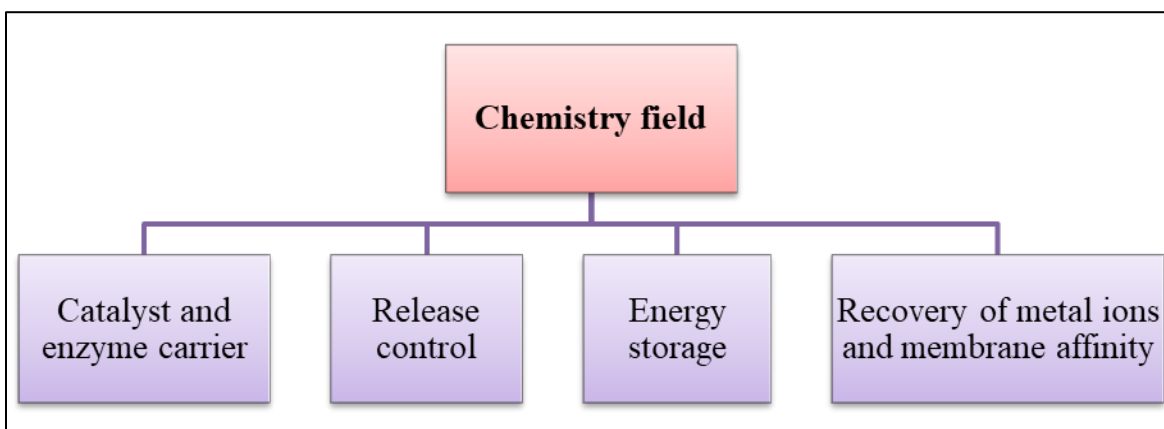 Chemistry field
Catalyst and
enzyme carrier
Release
control
Energy
storage
Recovery of metal ions
and membrane affinity